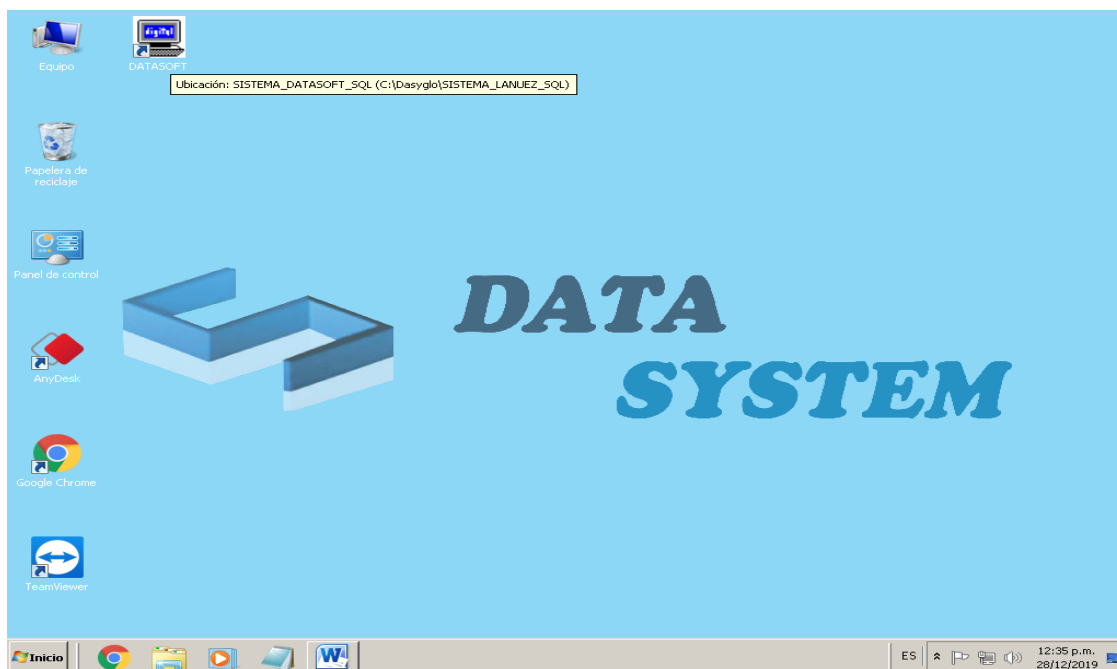 Equipo
digital
DATASOFT
Ubicación: SISTEMA_DATASOFT_SQL (C:\Dasyglo\SISTEMA_LANUEZ_SQL)
Papelera de
reciclaje
Panel de control
AnyDesk
Google Chrome
TeamViewer
DATA
SYSTEM
Inicio
W
ES
12:35 p.m.
28/12/2019